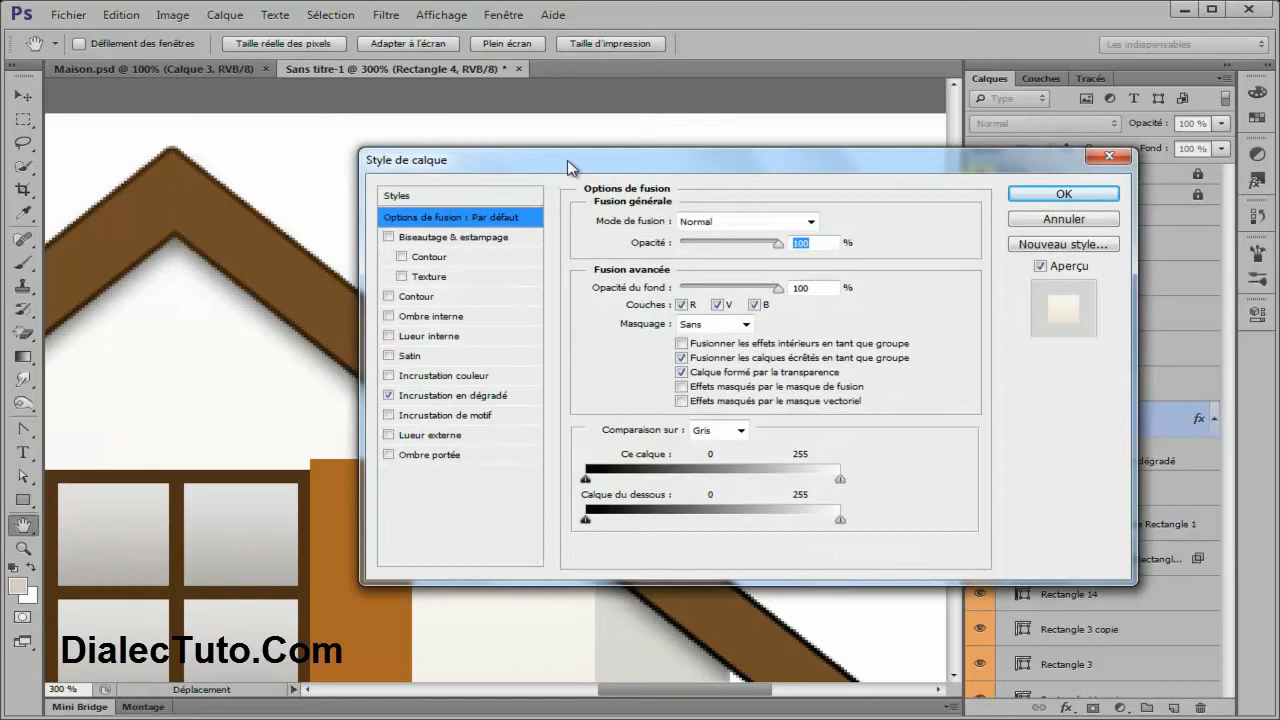 Ps Fichier Edition Image Calque Texte Sélection Filtre Affichage Fenêtre Aide
Défilement des fenêtres Taille réelle des pixels Adapter à l'écran Plein écran Taille d'impression Les indispensables
Maison.psd @ 100% (Calque 3, RVB/8) × Sans titre-1 @ 300% (Rectangle 4, RVB/8) * ×
Calques Couches Tracés
Type
Normal Opacité : 100 %
Fond : 100 %
Style de calque
Styles
Options de fusion : Par défaut
Biseautage & estampage
Contour
Texture
Contour
Ombre interne
Lueur interne
Satin
Incrustation couleur
Incrustation en dégradé
Incrustation de motif
Lueur externe
Ombre portée
Options de fusion
Fusion générale
Mode de fusion : Normal
Opacité : 100 %
Fusion avancée
Opacité du fond : 100 %
Couches : R V B
Masquage : Sans
Fusionner les effets intérieurs en tant que groupe
Fusionner les calques écrêtés en tant que groupe
Calque formé par la transparence
Effets masqués par le masque de fusion
Effets masqués par le masque vectoriel
Comparaison sur : Gris
Ce calque : 0 255
Calque du dessous : 0 255
OK
Annuler
Nouveau style...
Aperçu
fx
dégradé
Rectangle 1
Rectangl...
Rectangle 14
Rectangle 3 copie
Rectangle 3
DialecTuto.Com
300 % Déplacement
Mini Bridge Montage
fx